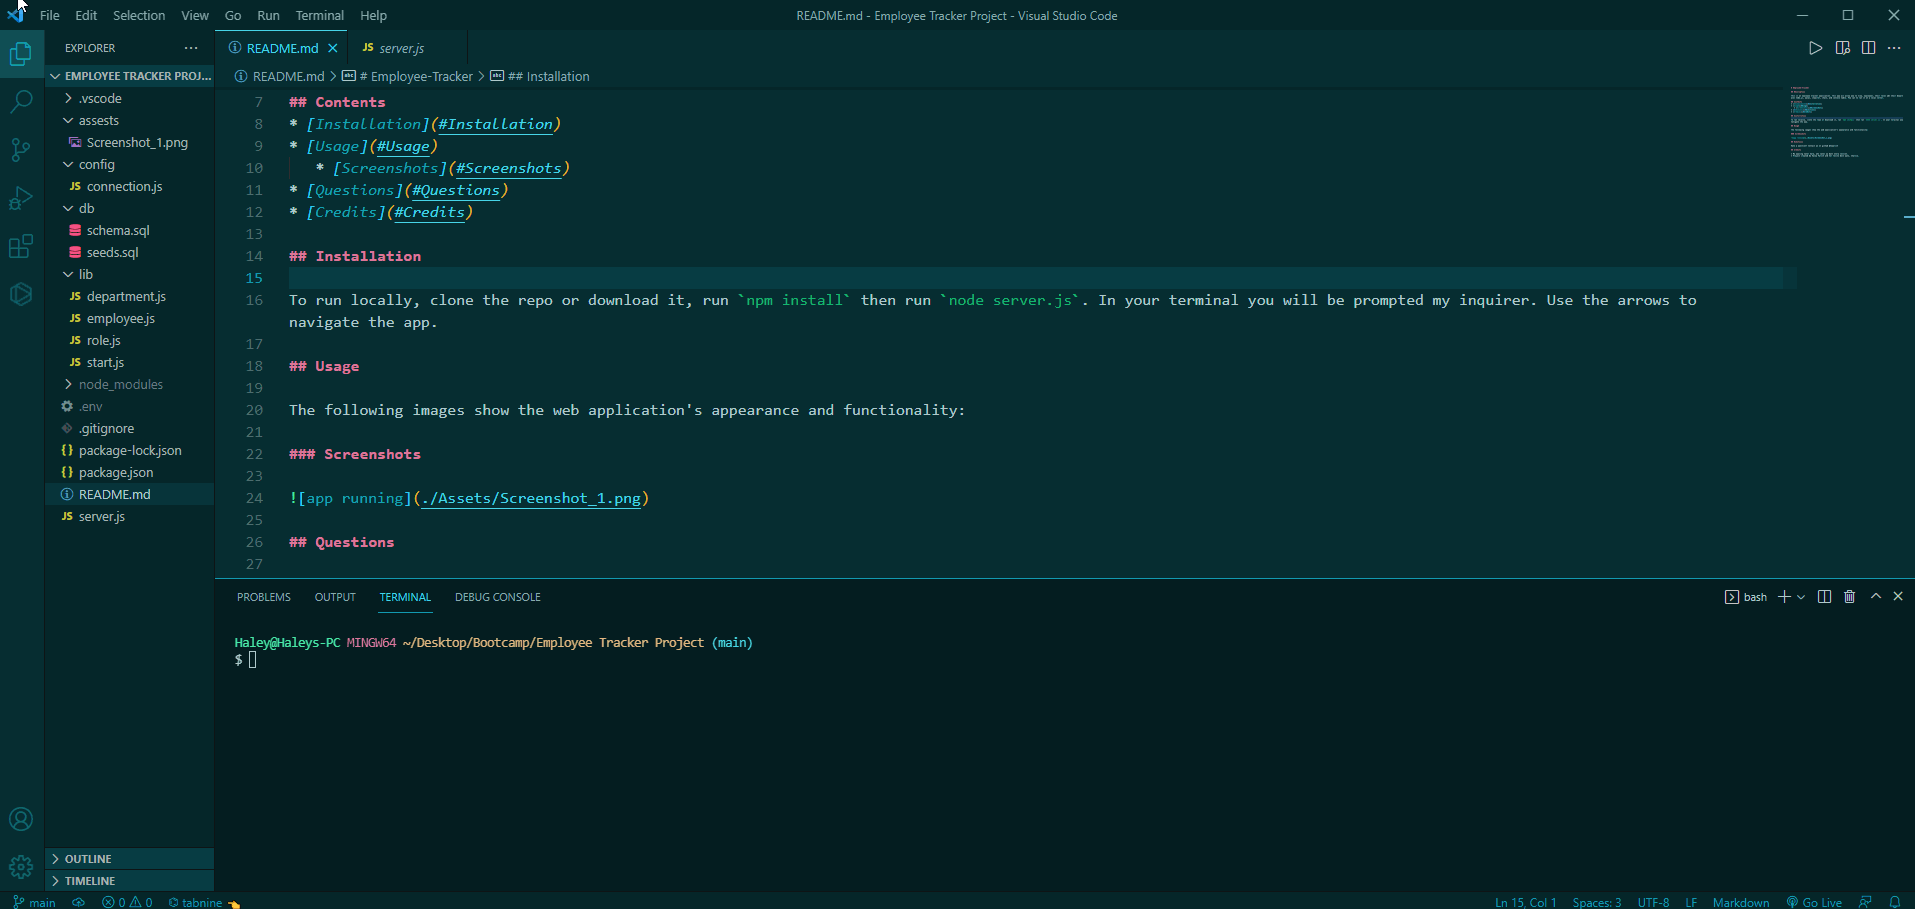 File Edit Selection View Go Run Terminal Help
README.md - Employee Tracker Project - Visual Studio Code
EXPLORER
EMPLOYEE TRACKER PROJ...
.vscode
assests
Screenshot_1.png
config
JS connection.js
db
schema.sql
seeds.sql
lib
JS department.js
JS employee.js
JS role.js
JS start.js
node_modules
.env
.gitignore
{} package-lock.json
{} package.json
README.md
JS server.js
OUTLINE
TIMELINE
README.md JS server.js
README.md > # Employee-Tracker > ## Installation
7 ## Contents
8 * [Installation](#Installation)
9 * [Usage](#Usage)
10 * [Screenshots](#Screenshots)
11 * [Questions](#Questions)
12 * [Credits](#Credits)
13
14 ## Installation
15
16 To run locally, clone the repo or download it, run `npm install` then run `node server.js`. In your terminal you will be prompted my inquirer. Use the arrows to
navigate the app.
17
18 ## Usage
19
20 The following images show the web application's appearance and functionality:
21
22 ### Screenshots
23
24 ![app running](./Assets/Screenshot_1.png)
25
26 ## Questions
27
PROBLEMS OUTPUT TERMINAL DEBUG CONSOLE
bash
Haley@Haleys-PC MINGW64 ~/Desktop/Bootcamp/Employee Tracker Project (main)
$
main 0 0 tabnine
Ln 15, Col 1 Spaces: 3 UTF-8 LF Markdown Go Live